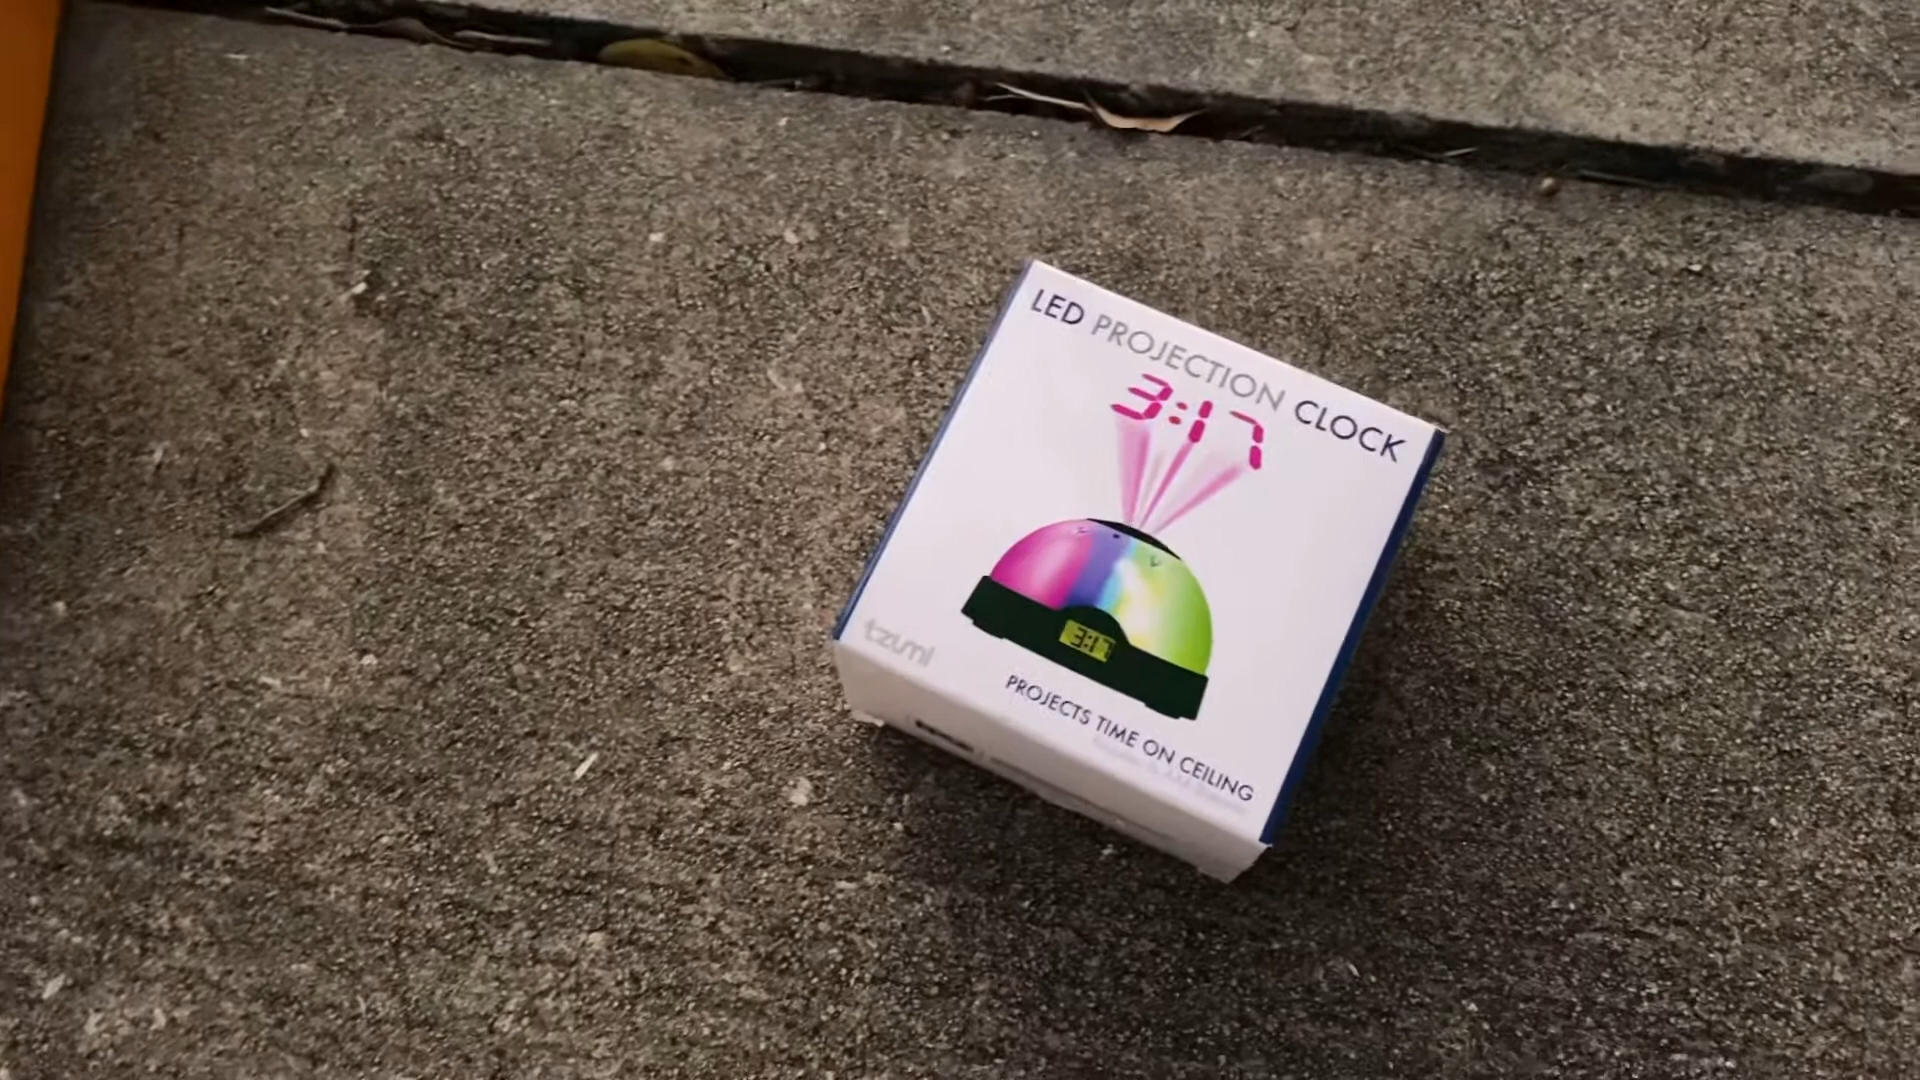 LED PROJECTION CLOCK
3:17
3:17
tzumi
PROJECTS TIME ON CEILING